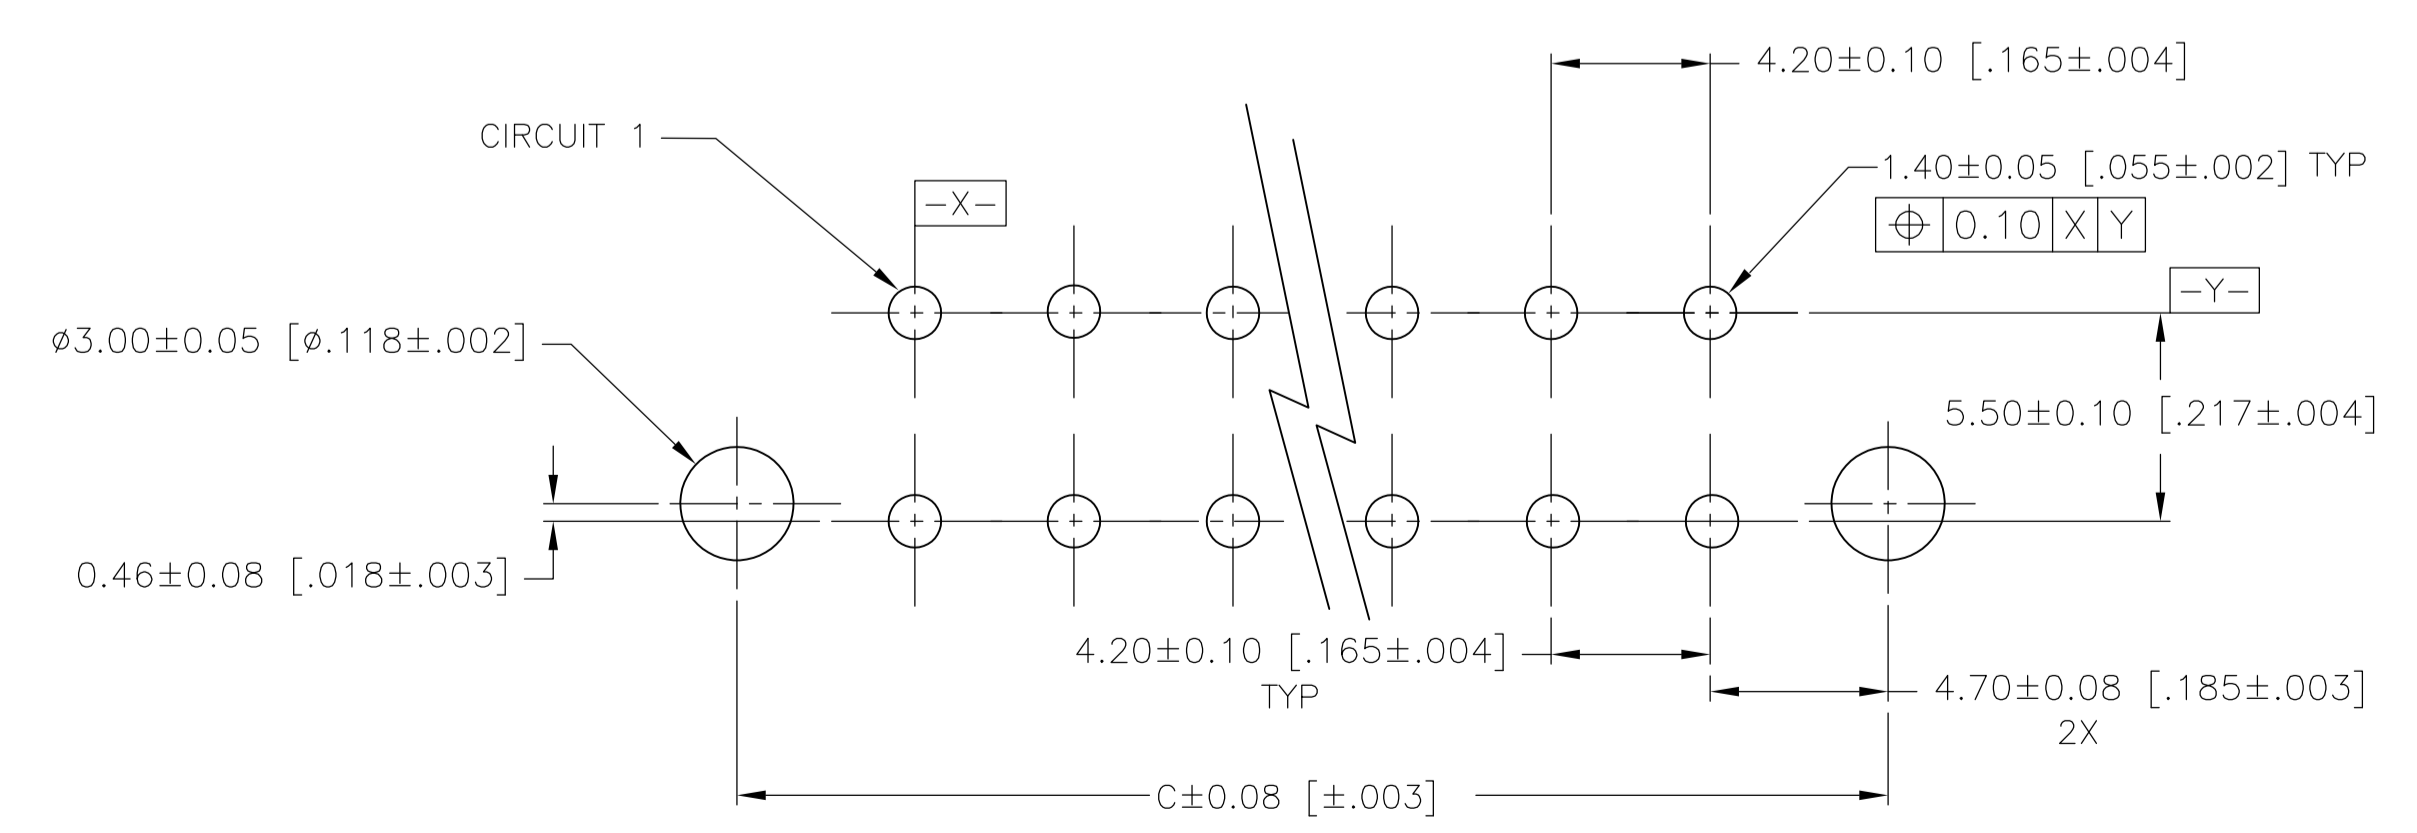 4.20±0.10 [.165±.004]
CIRCUIT 1
1.40±0.05 [.055±.002] TYP
-X-
⌖ 0.10 X Y
-Y-
⌀3.00±0.05 [⌀.118±.002]
5.50±0.10 [.217±.004]
0.46±0.08 [.018±.003]
4.20±0.10 [.165±.004]
TYP
4.70±0.08 [.185±.003]
2X
C±0.08 [±.003]